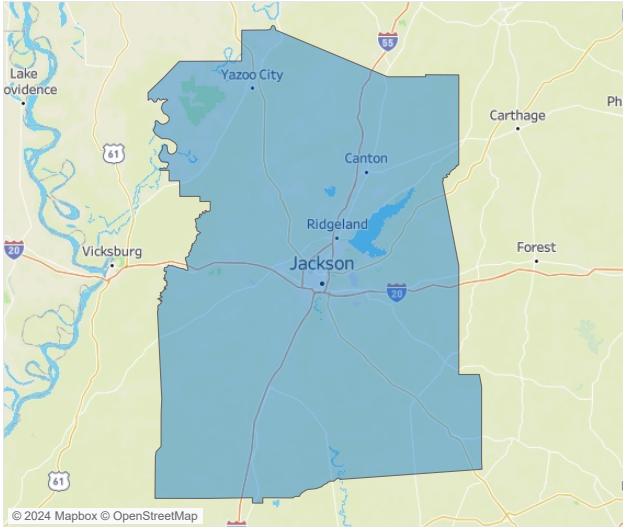 55
Lake
ovidence
Yazoo City
Carthage
Ph
61
Canton
Ridgeland
20
Vicksburg
Forest
Jackson
20
61
© 2024 Mapbox © OpenStreetMap